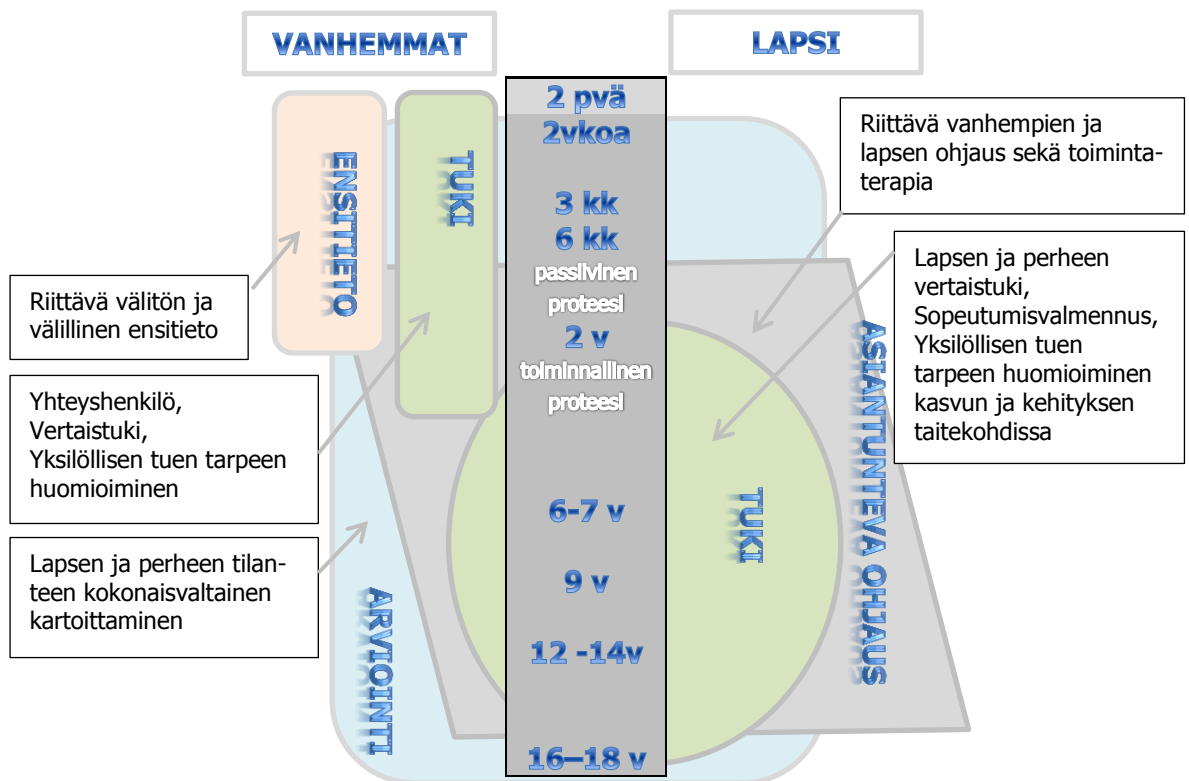 VANHEMMAT
LAPSI
2 pvä
2vkoa
3 kk
6 kk
passiivinen
proteesi
2 v
toiminnallinen
proteesi
6-7 v
9 v
12 -14v
16–18 v
ENSITIETO
TUKI
ARVIOINTI
TUKI
ASIANTUNTEVA OHJAUS
Riittävä välitön ja
välillinen ensitieto
Yhteyshenkilö,
Vertaistuki,
Yksilöllisen tuen tarpeen
huomioiminen
Lapsen ja perheen tilan-
teen kokonaisvaltainen
kartoittaminen
Riittävä vanhempien ja
lapsen ohjaus sekä toiminta-
terapia
Lapsen ja perheen
vertaistuki,
Sopeutumisvalmennus,
Yksilöllisen tuen
tarpeen huomioiminen
kasvun ja kehityksen
taitekohdissa